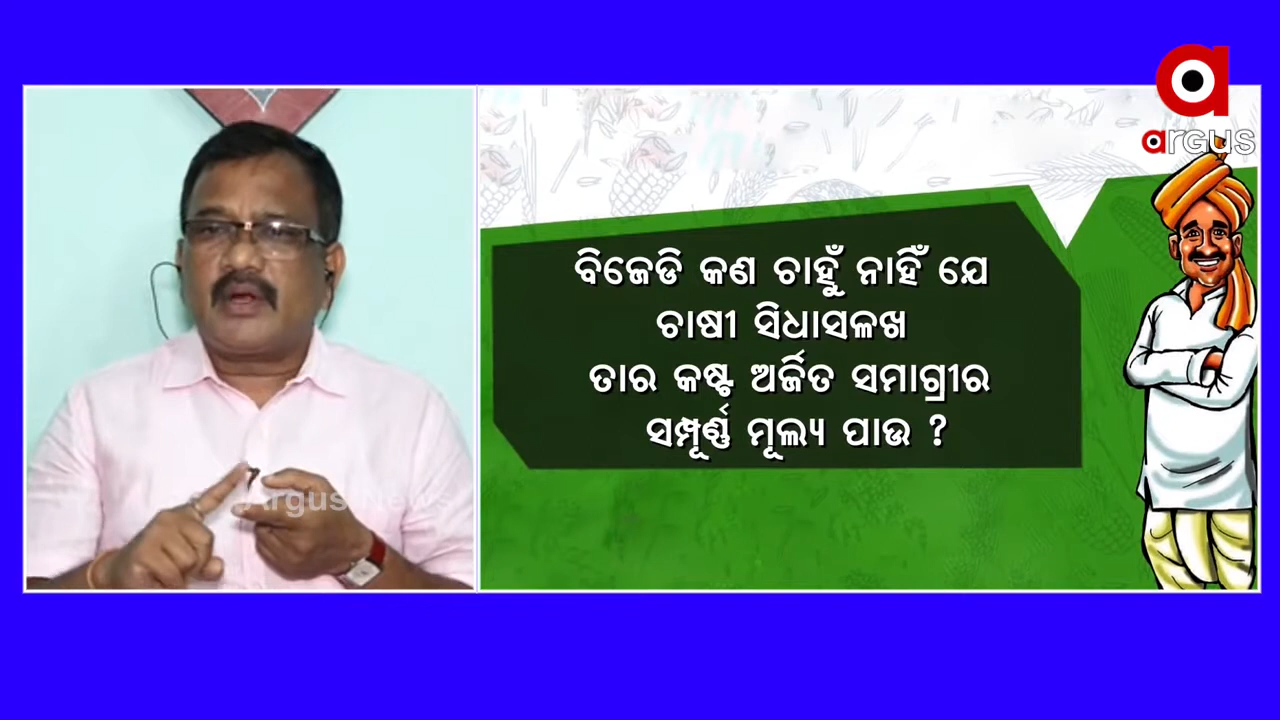 argus
ବିଜେଡି କଣ ଚାହୁଁ ନାହିଁ ଯେ
ଚାଷୀ ସିଧାସଳଖ
ତାର କଷ୍ଟ ଅର୍ଜିତ ସମାଗ୍ରୀର
ସମ୍ପୂର୍ଣ୍ଣ ମୂଲ୍ୟ ପାଉ ?
Argus News